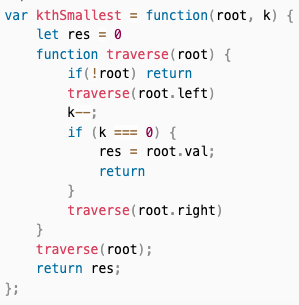 var kthSmallest = function(root, k) {
    let res = 0
    function traverse(root) {
        if(!root) return
        traverse(root.left)
        k--;
        if (k === 0) {
            res = root.val;
            return
        }
        traverse(root.right)
    }
    traverse(root);
    return res;
};